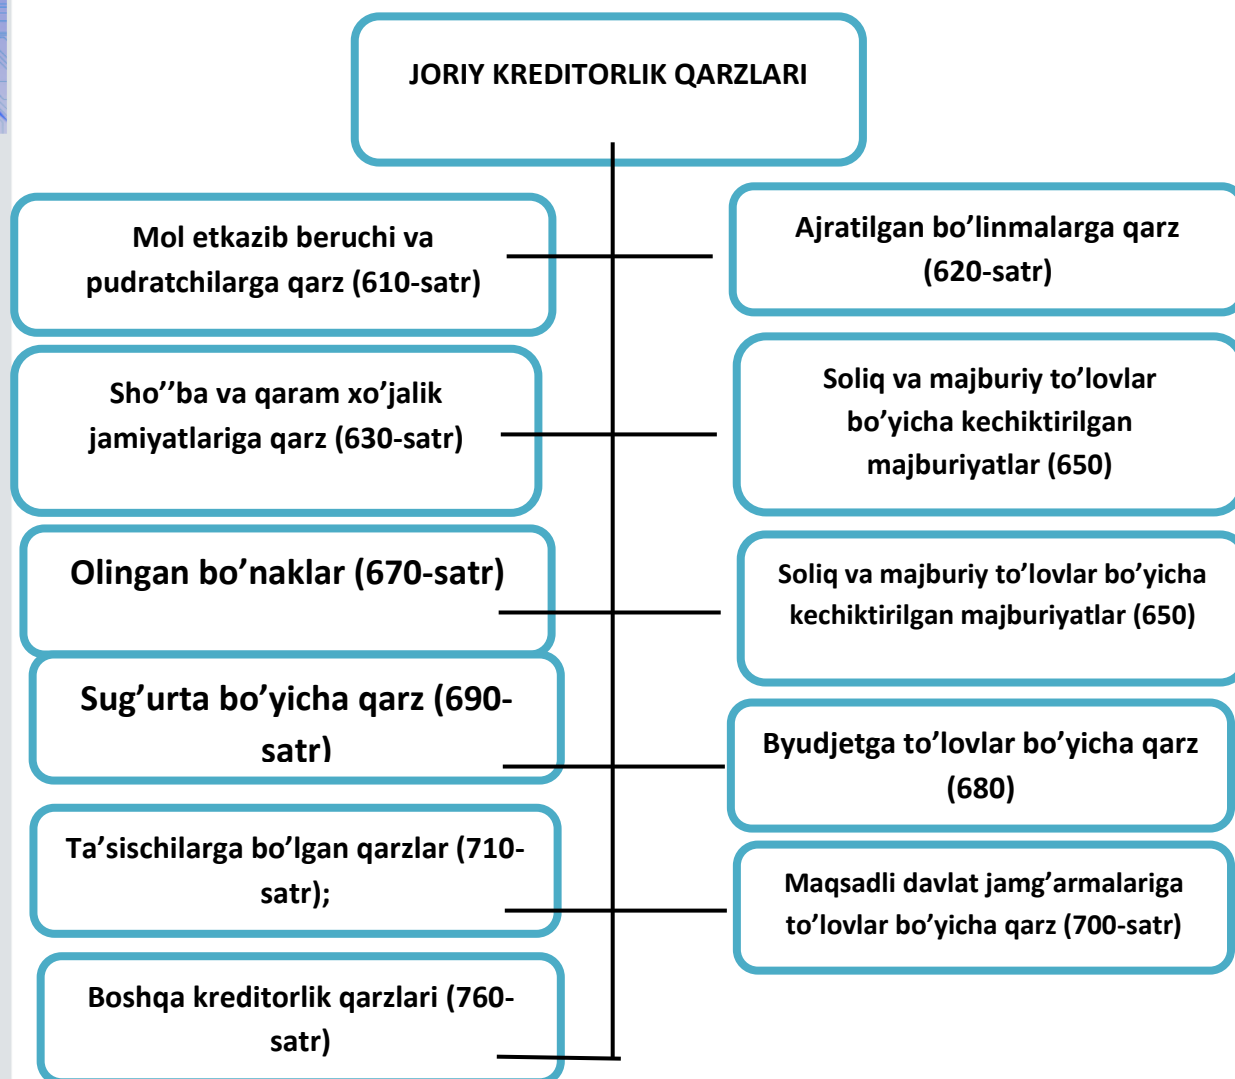 JORIY KREDITORLIK QARZLARI
Mol etkazib beruchi va
pudratchilarga qarz (610-satr)
Ajratilgan bo’linmalarga qarz
(620-satr)
Sho’’ba va qaram xo’jalik
jamiyatlariga qarz (630-satr)
Soliq va majburiy to’lovlar
bo’yicha kechiktirilgan
majburiyatlar (650)
Olingan bo’naklar (670-satr)
Soliq va majburiy to’lovlar bo’yicha
kechiktirilgan majburiyatlar (650)
Sug’urta bo’yicha qarz (690-
satr)
Byudjetga to’lovlar bo’yicha qarz
(680)
Ta’sischilarga bo’lgan qarzlar (710-
satr);
Maqsadli davlat jamg’armalariga
to’lovlar bo’yicha qarz (700-satr)
Boshqa kreditorlik qarzlari (760-
satr)